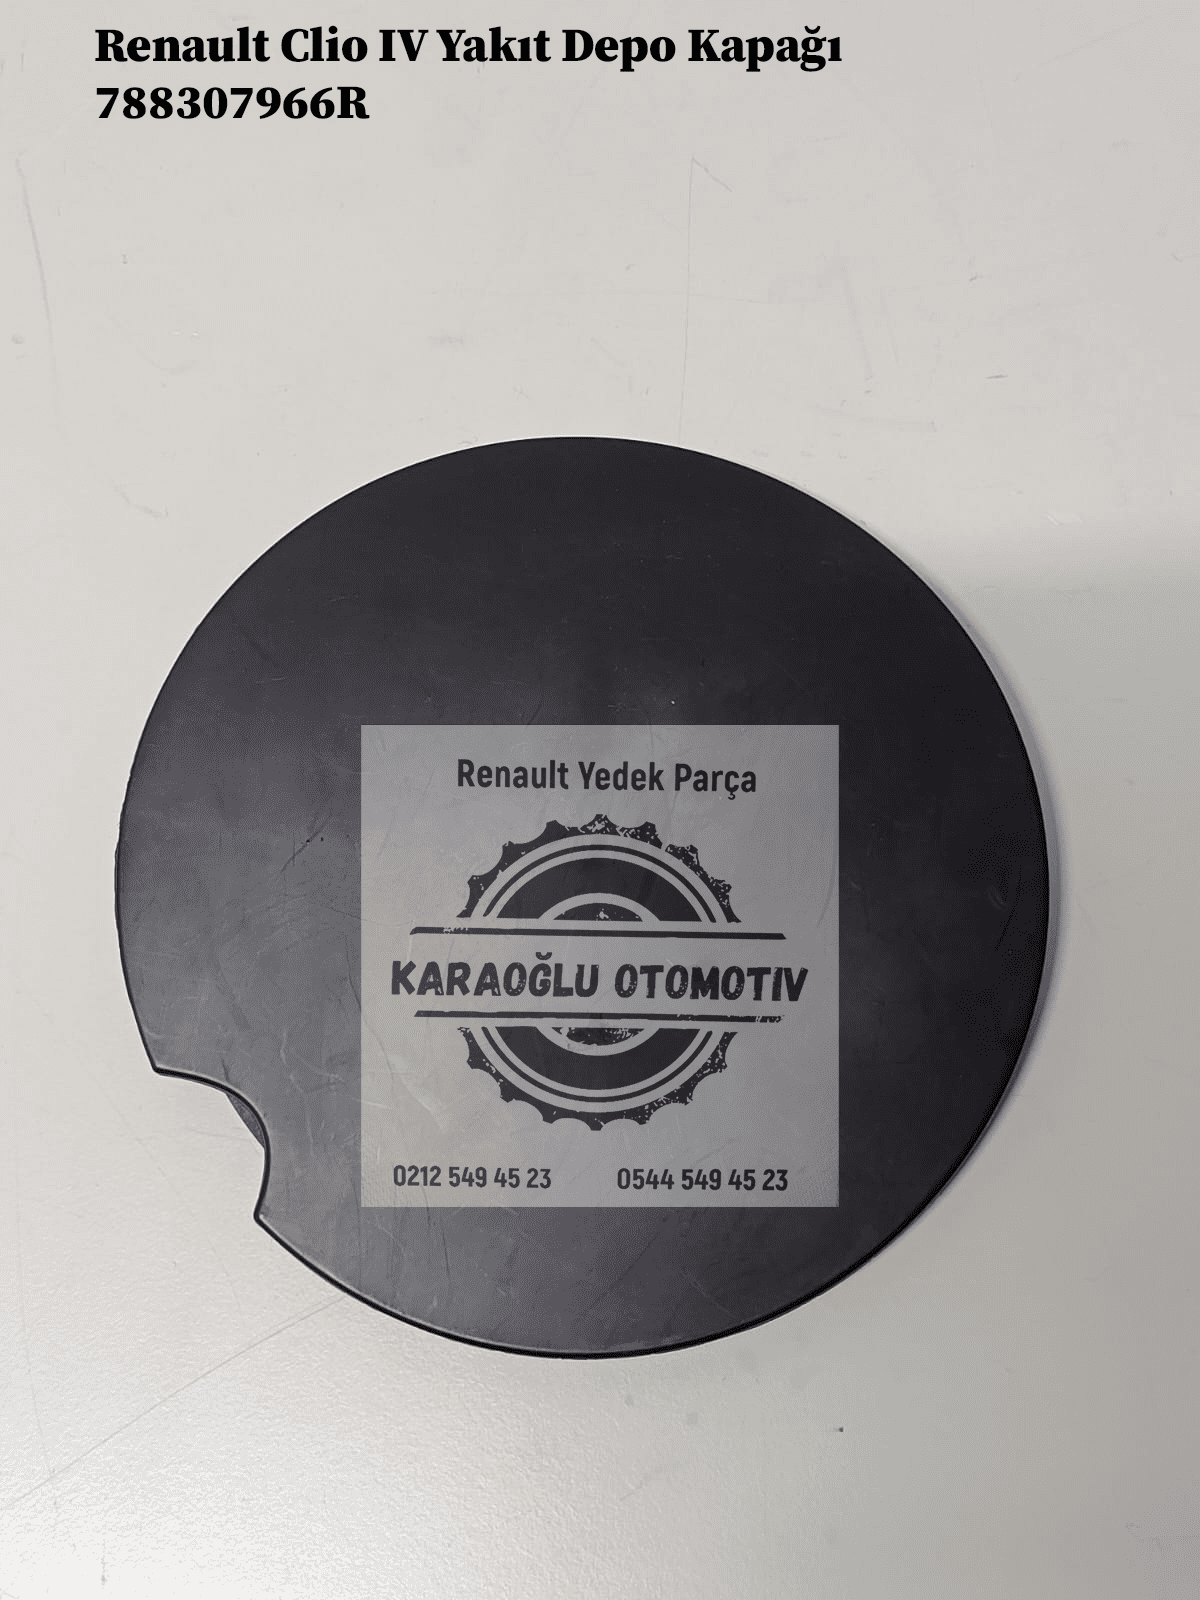 Renault Clio IV Yakıt Depo Kapağı
788307966R
Renault Yedek Parça
KARAOĞLU OTOMOTIV
0212 549 45 23 0544 549 45 23